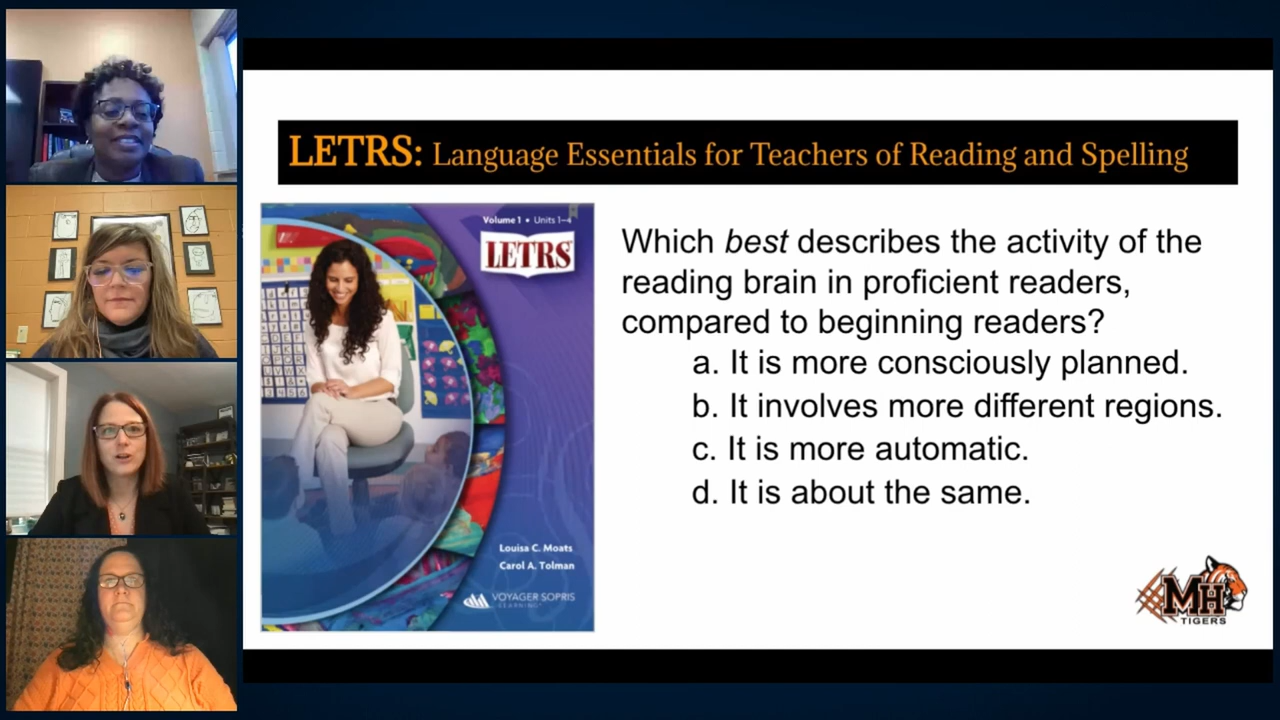 LETRS: Language Essentials for Teachers of Reading and Spelling
Volume 1 • Units 1–4
LETRS
Louisa C. Moats
Carol A. Tolman
VOYAGER SOPRIS
LEARNING
Which best describes the activity of the
reading brain in proficient readers,
compared to beginning readers?
a. It is more consciously planned.
b. It involves more different regions.
c. It is more automatic.
d. It is about the same.
MH
TIGERS